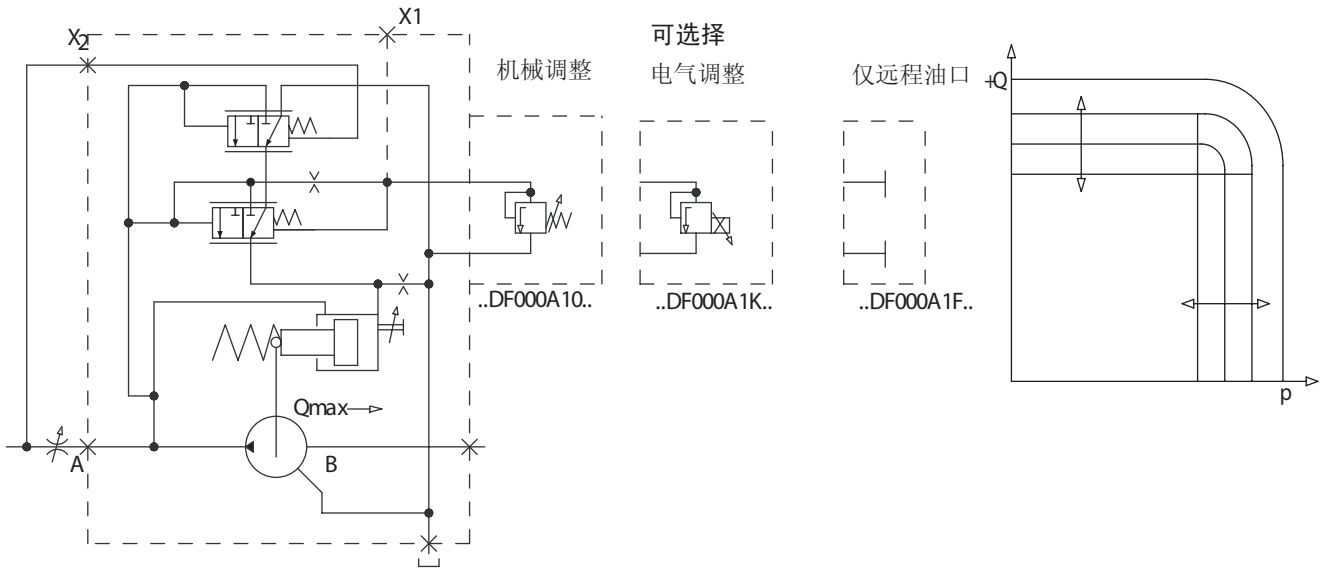 X1
X2
可选择
机械调整
电气调整
仅远程油口
+Q
..DF000A10..
..DF000A1K..
..DF000A1F..
p
Qmax
A
B